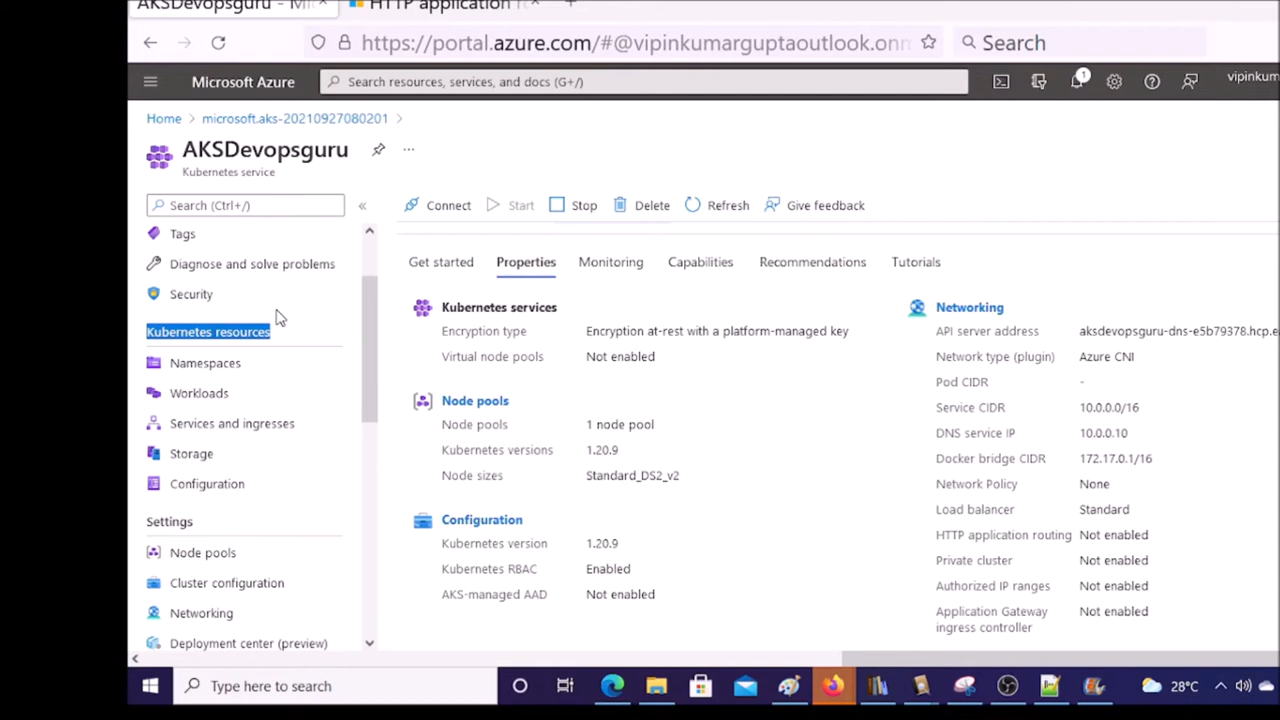 AKSDevopsguru - Mi
HTTP application
https://portal.azure.com/#@vipinkumarguptaoutlook.onn
Search
Microsoft Azure
Search resources, services, and docs (G+/)
1
vipinkum
Home > microsoft.aks-20210927080201 >
AKSDevopsguru
Kubernetes service
Search (Ctrl+/)
«
Connect
Start
Stop
Delete
Refresh
Give feedback
Tags
Diagnose and solve problems
Security
Kubernetes resources
Namespaces
Workloads
Services and ingresses
Storage
Configuration
Settings
Node pools
Cluster configuration
Networking
Deployment center (preview)
Get started
Properties
Monitoring
Capabilities
Recommendations
Tutorials
Kubernetes services
Encryption type Encryption at-rest with a platform-managed key
Virtual node pools Not enabled
Node pools
Node pools 1 node pool
Kubernetes versions 1.20.9
Node sizes Standard_DS2_v2
Configuration
Kubernetes version 1.20.9
Kubernetes RBAC Enabled
AKS-managed AAD Not enabled
Networking
API server address aksdevopsguru-dns-e5b79378.hcp.e
Network type (plugin) Azure CNI
Pod CIDR -
Service CIDR 10.0.0.0/16
DNS service IP 10.0.0.10
Docker bridge CIDR 172.17.0.1/16
Network Policy None
Load balancer Standard
HTTP application routing Not enabled
Private cluster Not enabled
Authorized IP ranges Not enabled
Application Gateway Not enabled
ingress controller
Type here to search
28°C